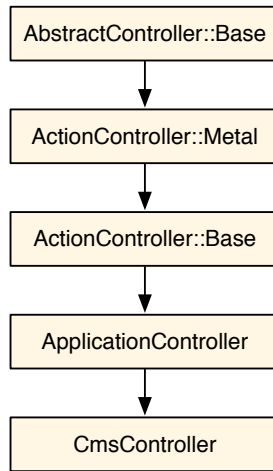 AbstractController::Base
ActionController::Metal
ActionController::Base
ApplicationController
CmsController